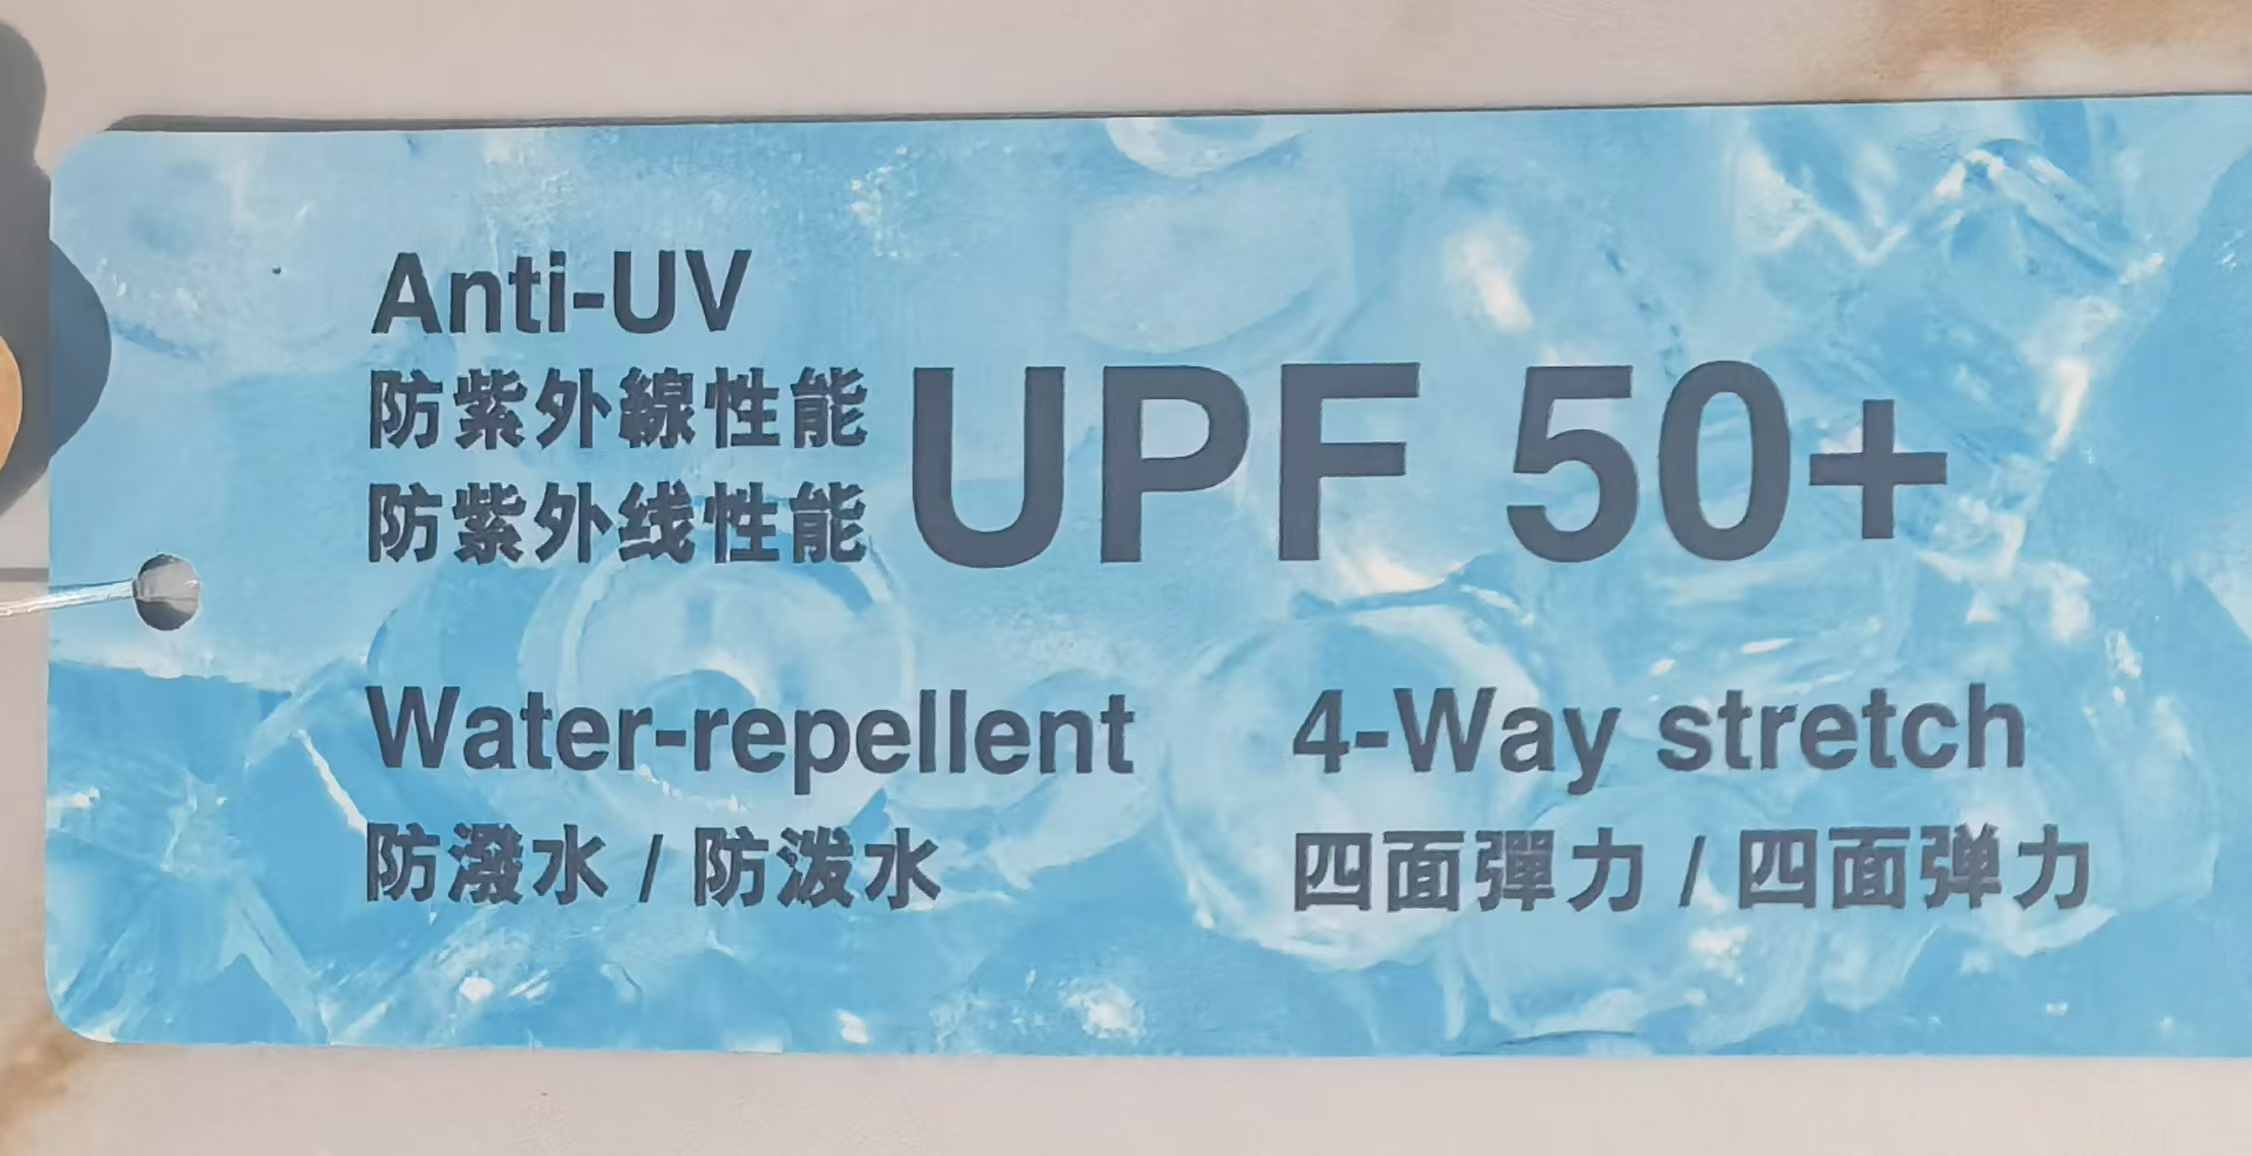 Anti-UV
防紫外線性能
防紫外线性能
UPF 50+
Water-repellent
防潑水 / 防泼水
4-Way stretch
四面彈力 / 四面弹力